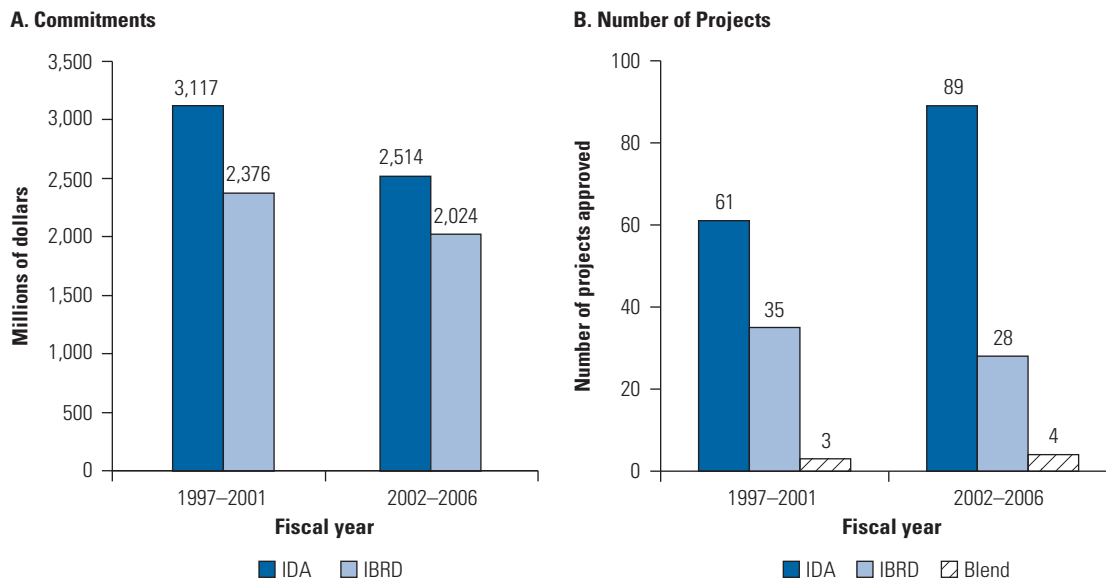 A. Commitments
3,500
3,000
2,500
2,000
1,500
1,000
500
0
Millions of dollars
3,117
2,376
2,514
2,024
1997–2001
2002–2006
Fiscal year
IDA
IBRD
B. Number of Projects
100
80
60
40
20
0
Number of projects approved
61
35
3
89
28
4
1997–2001
2002–2006
Fiscal year
IDA
IBRD
Blend